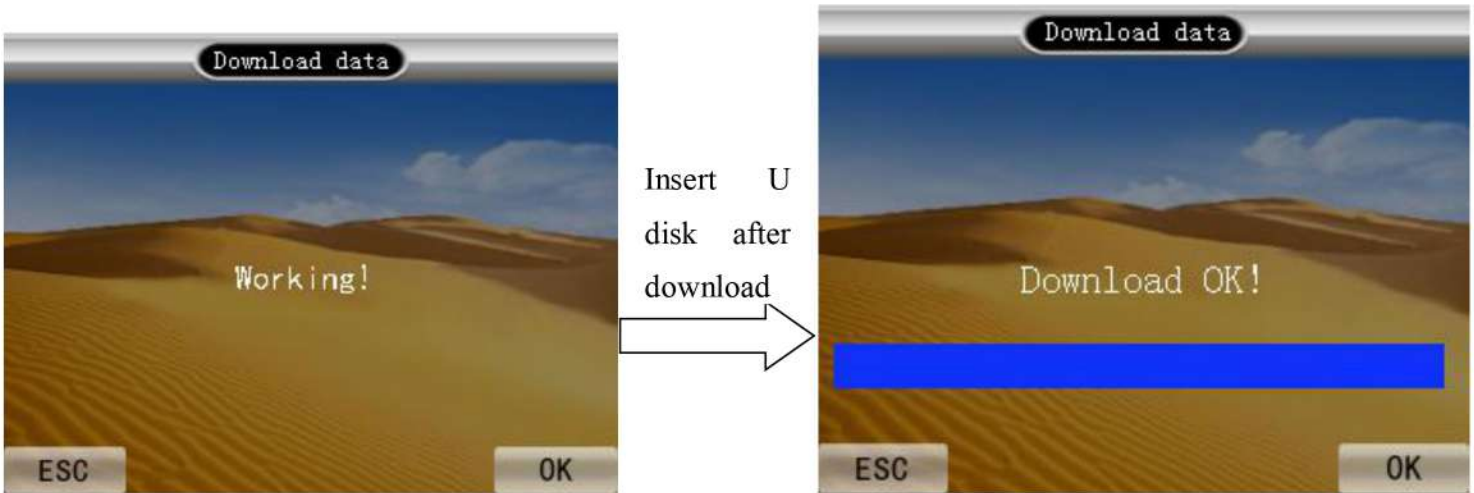 Download data
Working!
ESC OK
Insert U
disk after
download
Download data
Download OK!
ESC OK